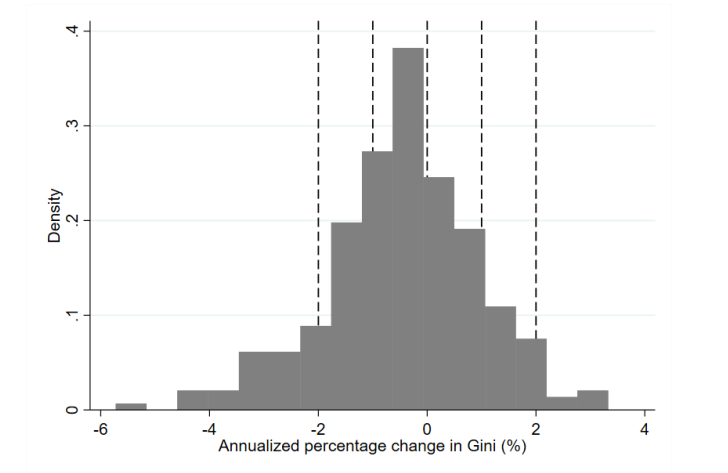 .4
.3
.2
.1
0
Density
-6 -4 -2 0 2 4
Annualized percentage change in Gini (%)